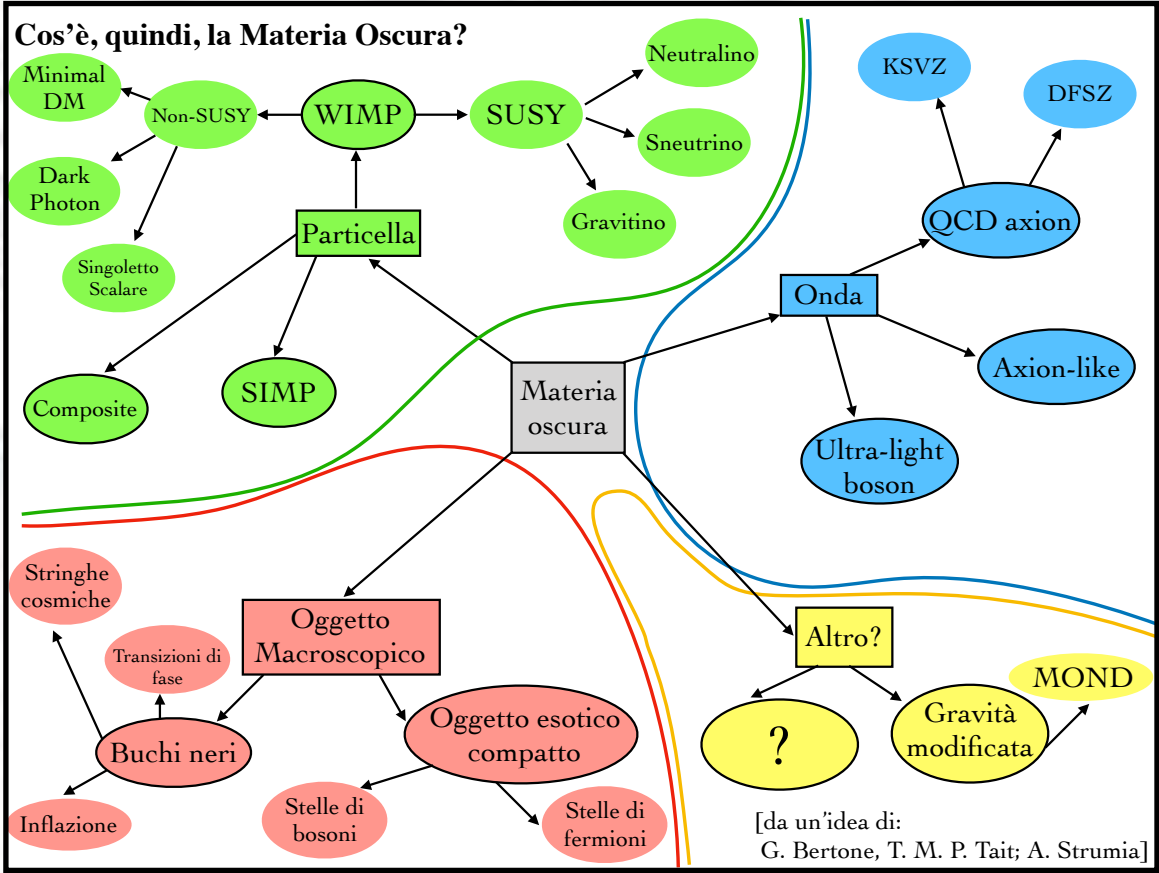 Cos'è, quindi, la Materia Oscura?
Minimal
DM
Non-SUSY
WIMP
SUSY
Neutralino
Sneutrino
Gravitino
Dark
Photon
Singoletto
Scalare
Particella
Composite
SIMP
KSVZ
DFSZ
QCD axion
Onda
Axion-like
Ultra-light
boson
Materia
oscura
Stringhe
cosmiche
Transizioni di
fase
Oggetto
Macroscopico
Buchi neri
Oggetto esotico
compatto
Inflazione
Stelle di
bosoni
Stelle di
fermioni
Altro?
MOND
?
Gravità
modificata
[da un'idea di:
G. Bertone, T. M. P. Tait; A. Strumia]